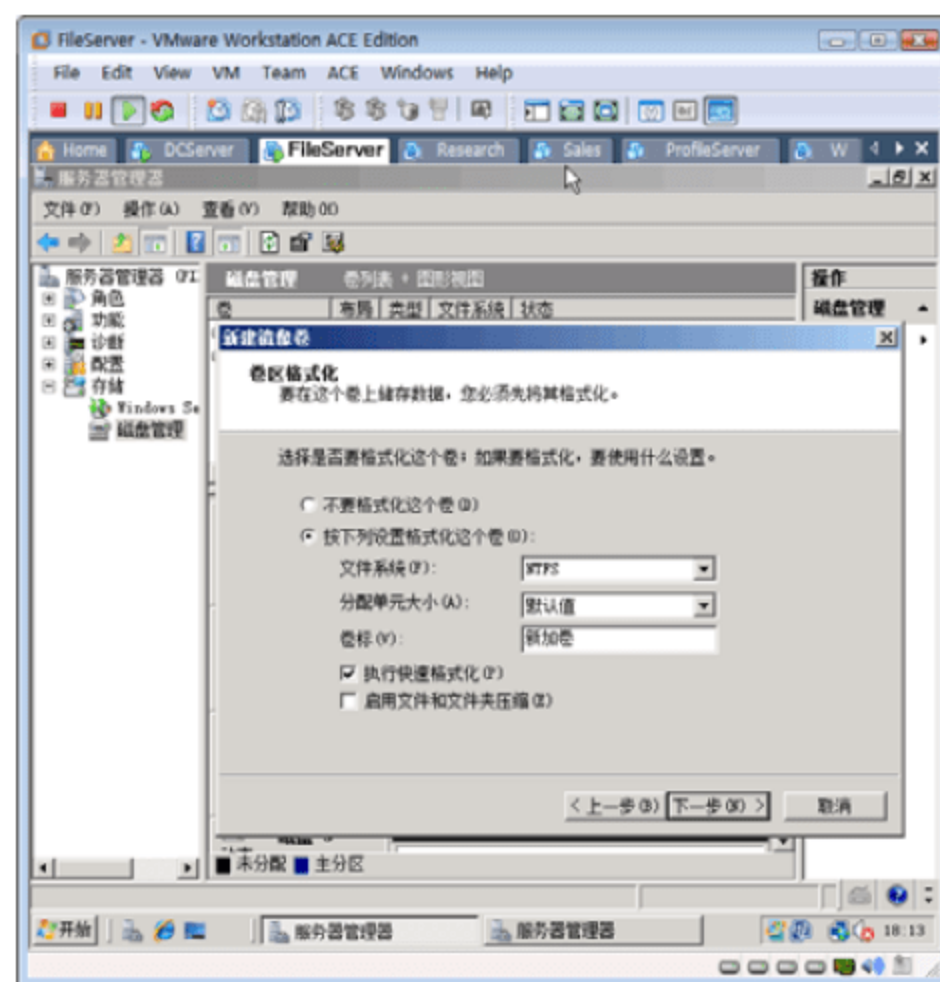 FileServer - VMware Workstation ACE Edition
File Edit View VM Team ACE Windows Help
Home DCServer FileServer Research Sales ProfileServer W
服务器管理器
文件(F) 操作(A) 查看(V) 帮助(H)
服务器管理器 (FI
角色
功能
诊断
配置
存储
Windows Se
磁盘管理
磁盘管理 卷列表 + 图形视图
卷 布局 类型 文件系统 状态
操作
磁盘管理
新建镜像卷
卷区格式化
要在这个卷上储存数据,您必须先将其格式化。
选择是否要格式化这个卷;如果要格式化,要使用什么设置。
不要格式化这个卷(D)
按下列设置格式化这个卷(O):
文件系统(F): NTFS
分配单元大小(A): 默认值
卷标(V): 新加卷
执行快速格式化(P)
启用文件和文件夹压缩(E)
< 上一步(B) 下一步(N) > 取消
未分配 主分区
开始 服务器管理器 服务器管理器 18:13